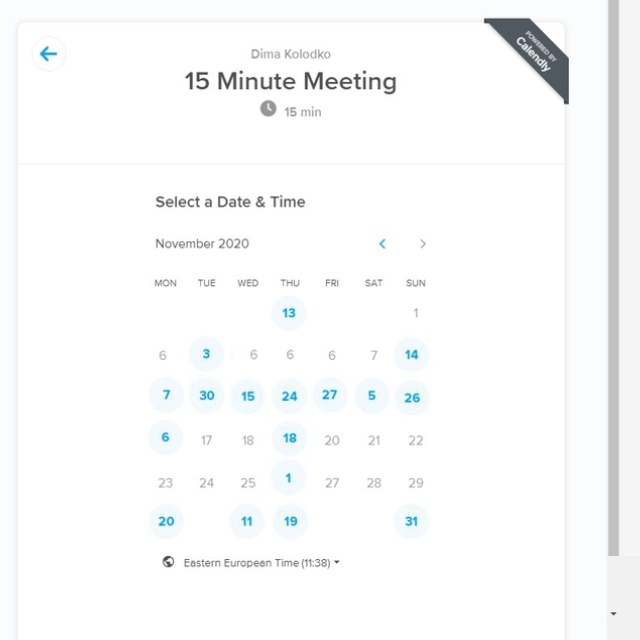 POWERED BY
Calendly
Dima Kolodko
15 Minute Meeting
15 min
Select a Date & Time
November 2020
MON TUE WED THU FRI SAT SUN
13 1
6 3 6 6 6 7 14
7 30 15 24 27 5 26
6 17 18 18 20 21 22
23 24 25 1 27 28 29
20 11 19 31
Eastern European Time (11:38)